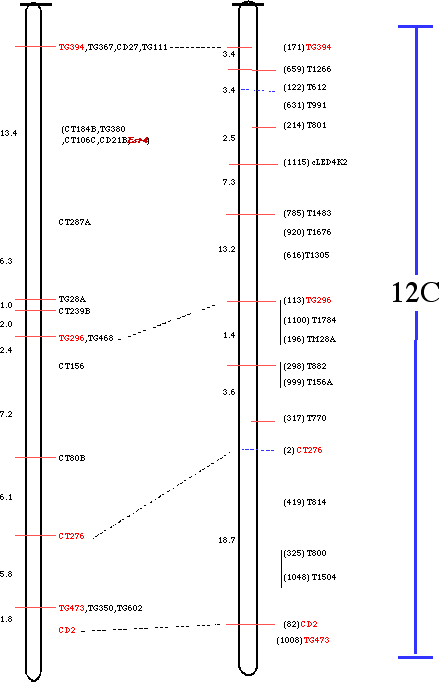 TG394,TG367,CD27,TG111
13.4
(CT184B,TG380
,CT106C,CD21B,
CT287A
6.3
TG28A
1.0
CT239B
2.0
TG296,TG468
2.4
CT156
7.2
CT80B
6.1
CT276
5.8
TG473,TG350,TG602
1.8
CD2
(171) TG394
3.4
(659) T1266
3.4
(122) T612
(631) T991
(214) T801
2.5
(1115) cLED4K2
7.3
(785) T1483
(920) T1676
13.2
(616)T1305
(113) TG296
(1100) T1784
1.4
(196) TM28A
(298) T882
(999) T156A
3.6
(317) T770
(2) CT276
(419) T814
18.7
(325) T800
(1048) T1504
(82) CD2
(1008) TG473
12C